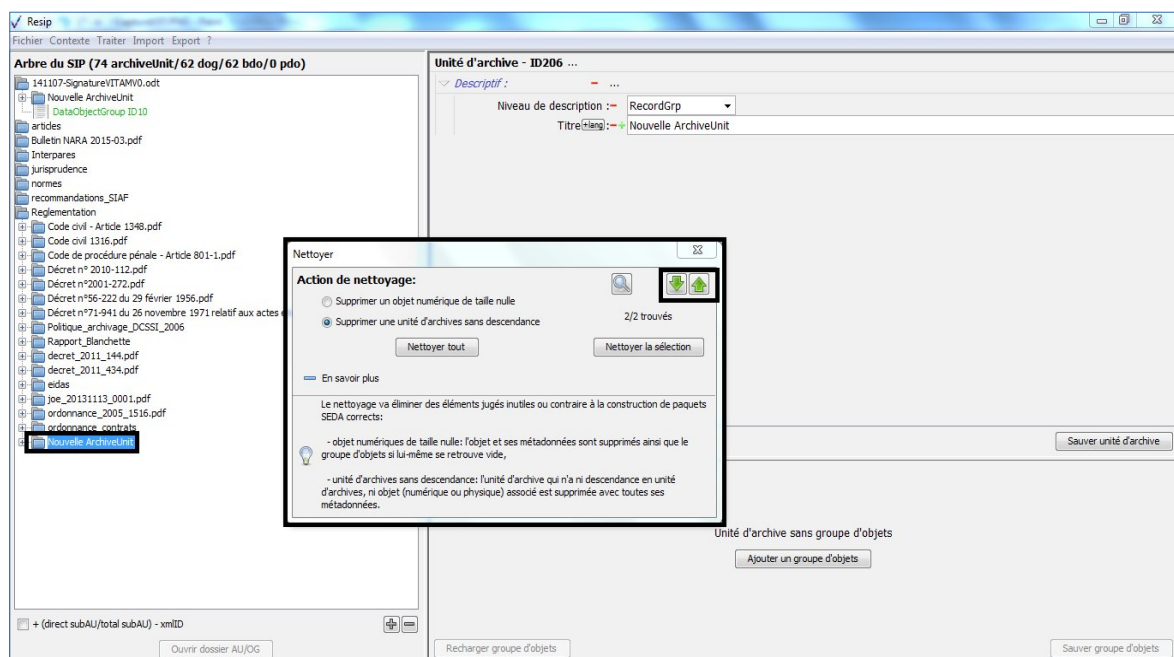 Resip
Fichier Contexte Traiter Import Export ?
Arbre du SIP (74 archiveUnit/62 dog/62 bdo/0 pdo)
141107-SignatureVITAMV0.odt
Nouvelle ArchiveUnit
DataObjectGroup ID10
articles
Bulletin NARA 2015-03.pdf
Interpares
jurisprudence
normes
recommandations_SIAF
Reglementation
Code civil - Article 1348.pdf
Code civil 1316.pdf
Code de procédure pénale - Article 801-1.pdf
Décret n° 2010-112.pdf
Décret n°2001-272.pdf
Décret n°56-222 du 29 février 1956.pdf
Décret n°71-941 du 26 novembre 1971 relatif aux actes
Politique_archivage_DCSSI_2006
Rapport_Blanchette
decret_2011_144.pdf
decret_2011_434.pdf
eidas
joe_20131113_0001.pdf
ordonnance_2005_1516.pdf
ordonnance_contrats
Nouvelle ArchiveUnit
+ (direct subAU/total subAU) - xmlID
Ouvrir dossier AU/OG
Unité d'archive - ID206 ...
Descriptif : - ...
Niveau de description :- RecordGrp
Titre +lang :-+ Nouvelle ArchiveUnit
Sauver unité d'archive
Unité d'archive sans groupe d'objets
Ajouter un groupe d'objets
Recharger groupe d'objets
Sauver groupe d'objets
Nettoyer
Action de nettoyage:
Supprimer un objet numérique de taille nulle
Supprimer une unité d'archives sans descendance
2/2 trouvés
Nettoyer tout
Nettoyer la sélection
En savoir plus
Le nettoyage va éliminer des éléments jugés inutiles ou contraire à la construction de paquets
SEDA corrects:
- objet numériques de taille nulle: l'objet et ses métadonnées sont supprimés ainsi que le
groupe d'objets si lui-même se retrouve vide,
- unité d'archives sans descendance: l'unité d'archive qui n'a ni descendance en unité
d'archives, ni objet (numérique ou physique) associé est supprimée avec toutes ses
métadonnées.